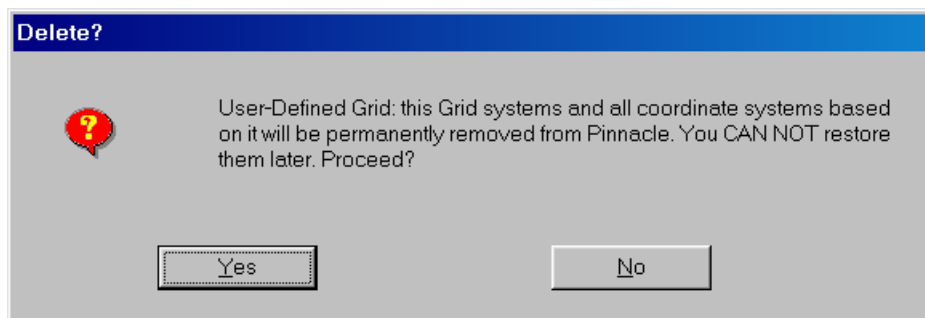 Delete?
User-Defined Grid: this Grid systems and all coordinate systems based
on it will be permanently removed from Pinnacle. You CAN NOT restore
them later. Proceed?
Yes
No